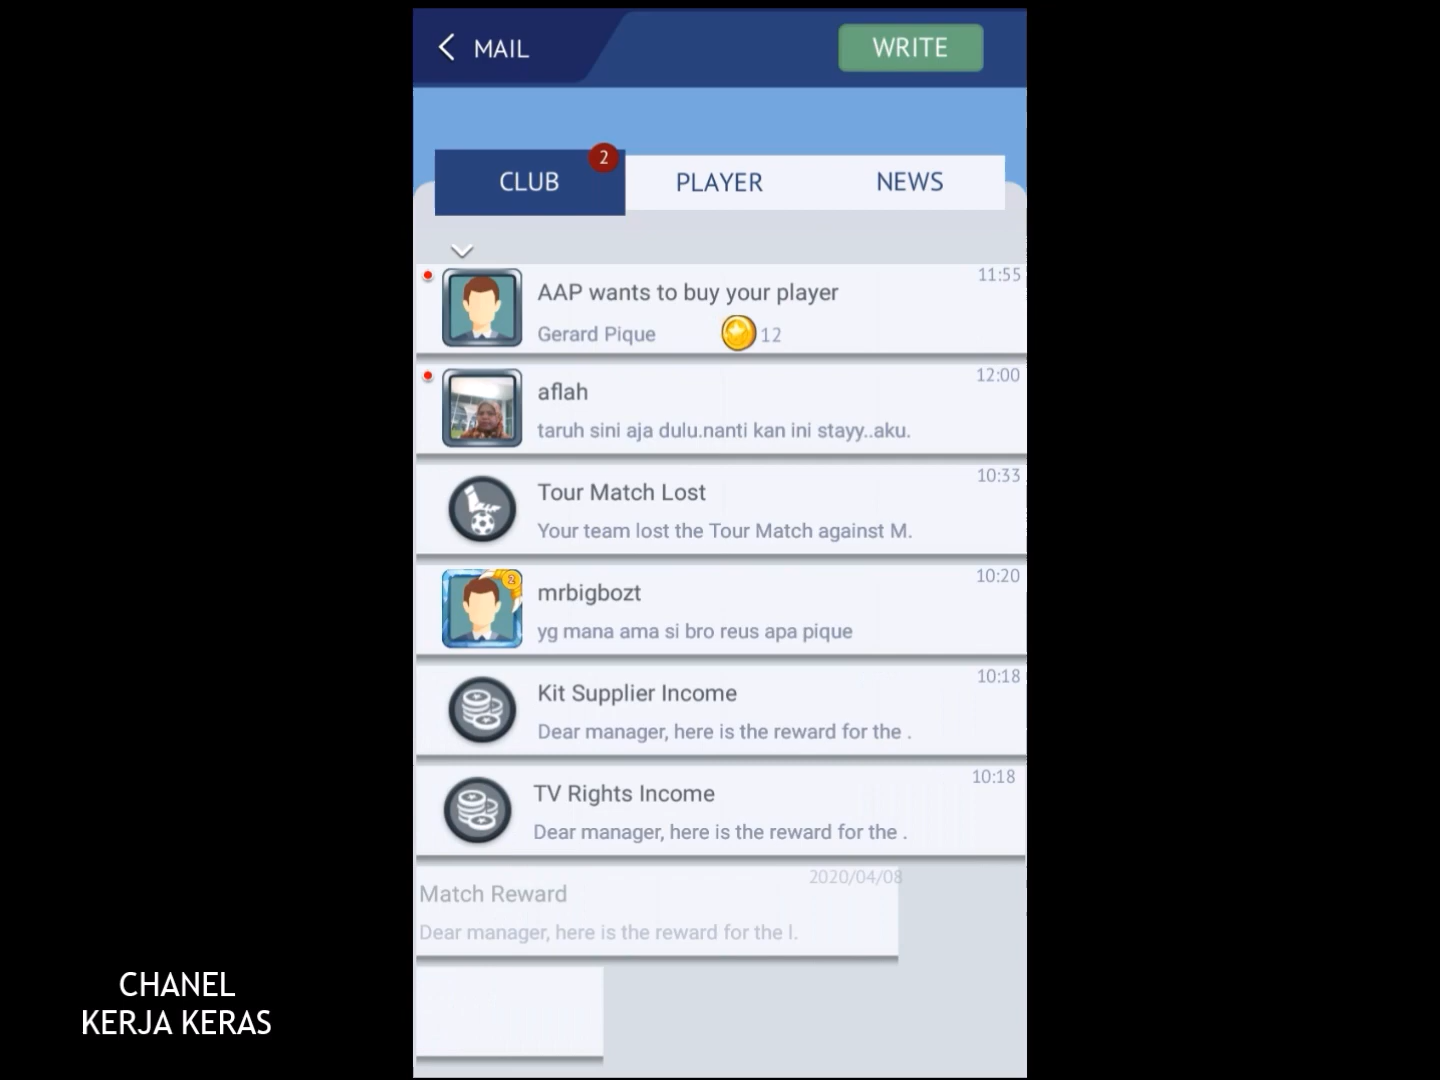 MAIL
WRITE
CLUB
2
PLAYER
NEWS
11:55
AAP wants to buy your player
Gerard Pique
12
12:00
aflah
taruh sini aja dulu.nanti kan ini stayy..aku.
10:33
Tour Match Lost
Your team lost the Tour Match against M.
10:20
2
mrbigbozt
yg mana ama si bro reus apa pique
10:18
Kit Supplier Income
Dear manager, here is the reward for the .
10:18
TV Rights Income
Dear manager, here is the reward for the .
2020/04/08
Match Reward
Dear manager, here is the reward for the l.
CHANEL
KERJA KERAS